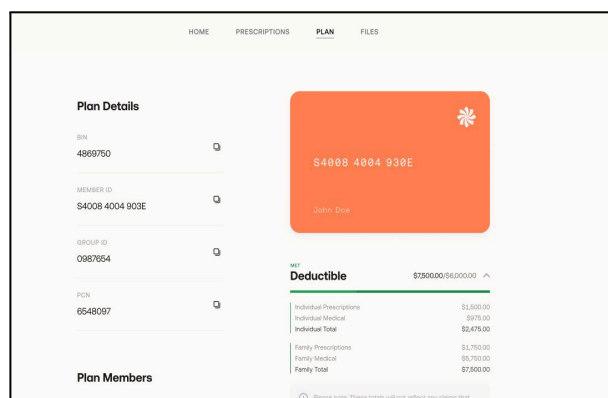 HOME PRESCRIPTIONS PLAN FILES
Plan Details
BIN
4869750
MEMBER ID
S4008 4004 903E
GROUP ID
0987654
PCN
6548097
Plan Members
S4008 4004 930E
John Doe
MET
Deductible $7,500.00/$6,000.00
Individual Prescriptions $1,500.00
Individual Medical $975.00
Individual Total $2,475.00
Family Prescriptions $1,750.00
Family Medical $5,750.00
Family Total $7,500.00
Please note: These totals will not reflect any claims that